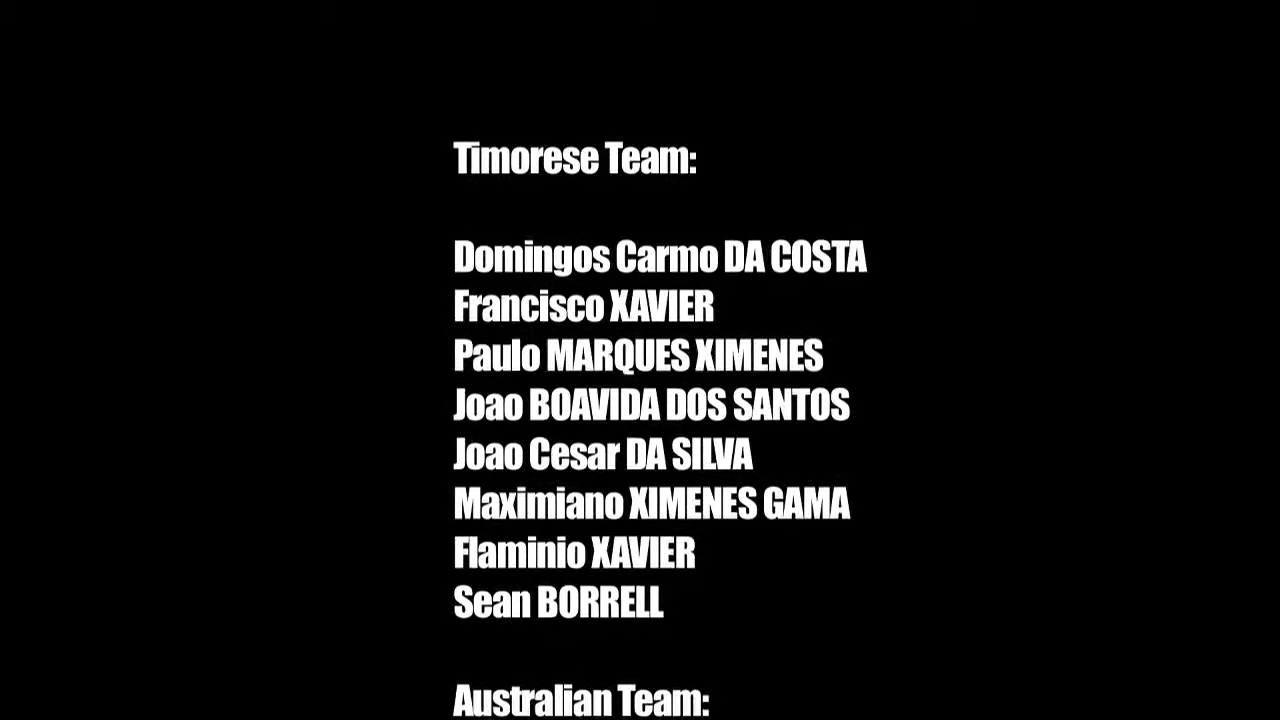 Timorese Team:
Domingos Carmo DA COSTA
Francisco XAVIER
Paulo MARQUES XIMENES
Joao BOAVIDA DOS SANTOS
Joao Cesar DA SILVA
Maximiano XIMENES GAMA
Flaminio XAVIER
Sean BORRELL
Australian Team: